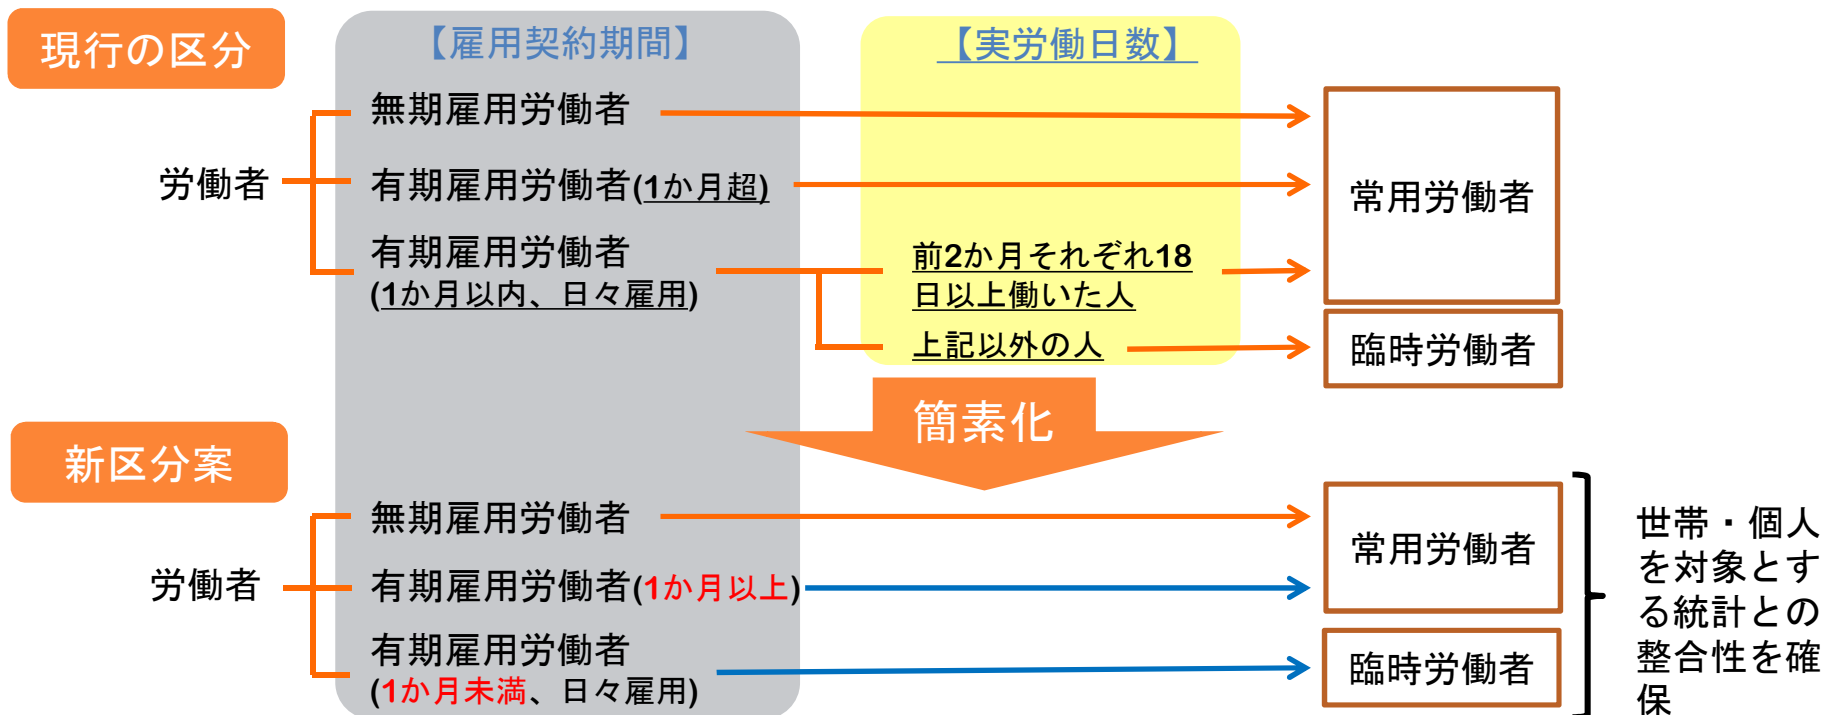 現行の区分
【雇用契約期間】
【実労働日数】
労働者
無期雇用労働者
有期雇用労働者(1か月超)
有期雇用労働者
(1か月以内、日々雇用)
前2か月それぞれ18
日以上働いた人
上記以外の人
常用労働者
臨時労働者
簡素化
新区分案
労働者
無期雇用労働者
有期雇用労働者(1か月以上)
有期雇用労働者
(1か月未満、日々雇用)
常用労働者
臨時労働者
世帯・個人
を対象とす
る統計との
整合性を確
保